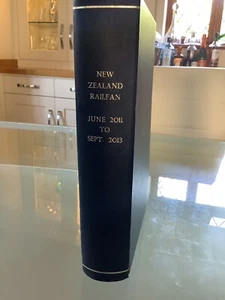 NEW
ZEALAND
RAILFAN
JUNE 2011
TO
SEPT 2013